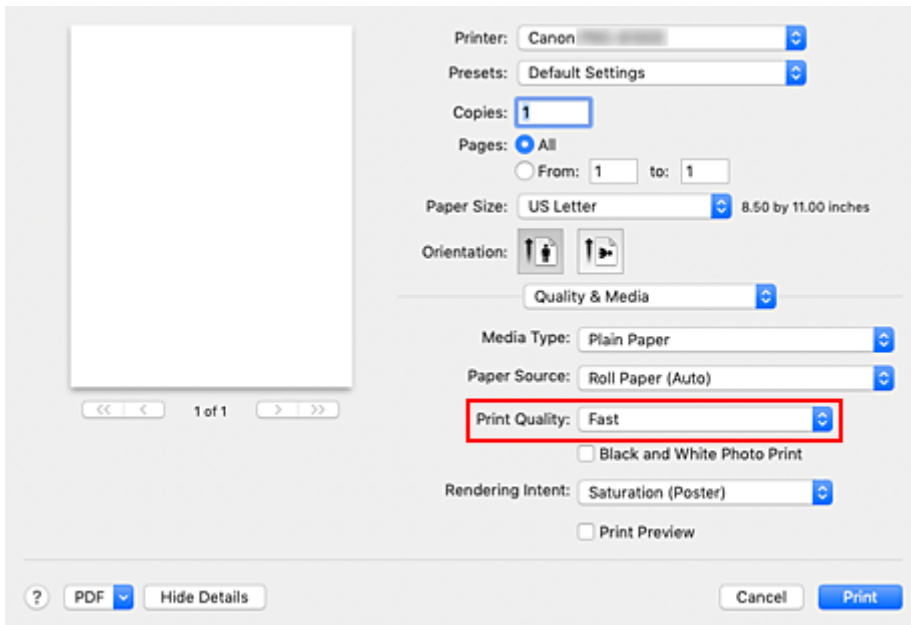 Printer: Canon
Presets: Default Settings
Copies: 1
Pages: All
From: 1 to: 1
Paper Size: US Letter 8.50 by 11.00 inches
Orientation:
Quality & Media
Media Type: Plain Paper
Paper Source: Roll Paper (Auto)
1 of 1
Print Quality: Fast
Black and White Photo Print
Rendering Intent: Saturation (Poster)
Print Preview
? PDF Hide Details Cancel Print